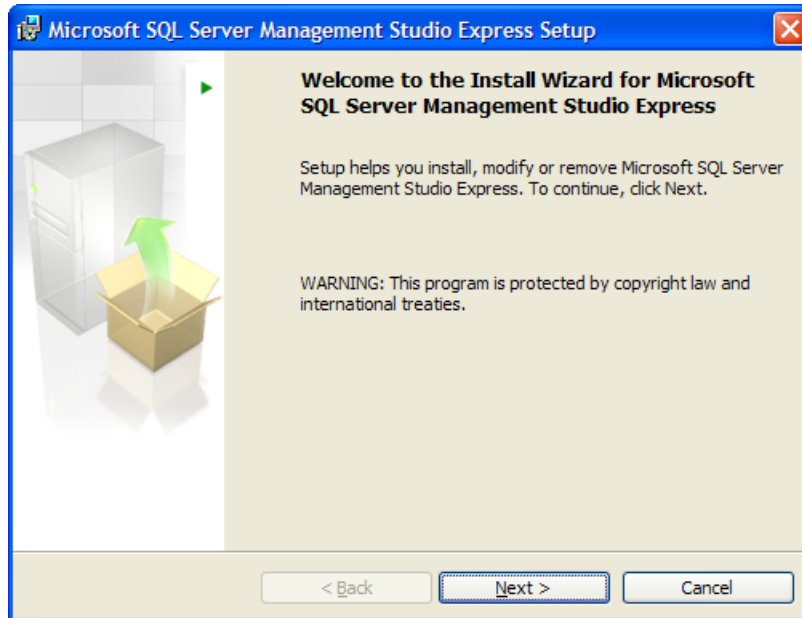 Microsoft SQL Server Management Studio Express Setup
Welcome to the Install Wizard for Microsoft
SQL Server Management Studio Express
Setup helps you install, modify or remove Microsoft SQL Server
Management Studio Express. To continue, click Next.
WARNING: This program is protected by copyright law and
international treaties.
< Back
Next >
Cancel